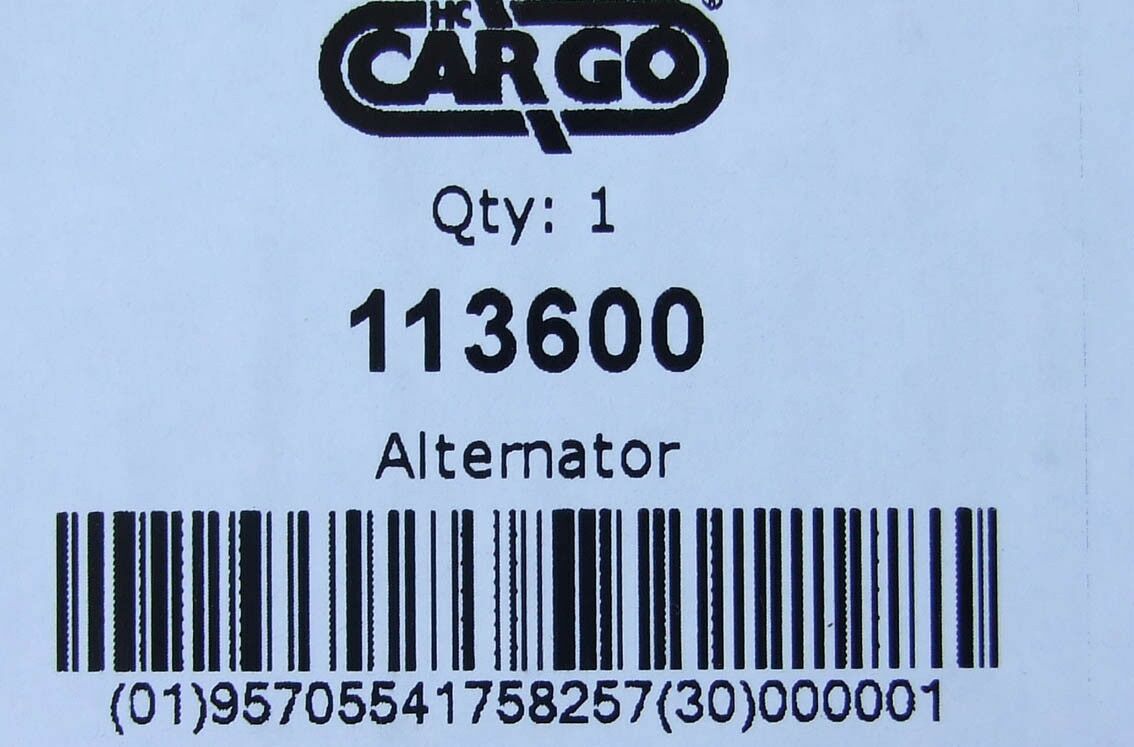 HC
CARGO®
Qty: 1
113600
Alternator
(01)95705541758257(30)000001